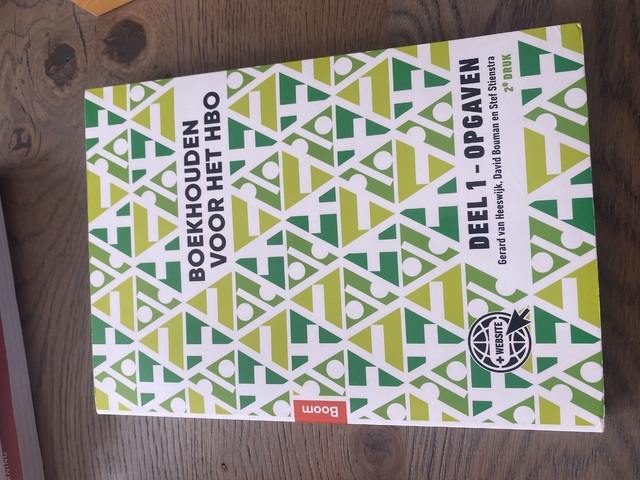 BOEKHOUDEN
VOOR HET HBO
DEEL 1 - OPGAVEN
Gerard van Heeswijk, David Bouman en Stef Stienstra
2e DRUK
+ WEBSITE
Boom